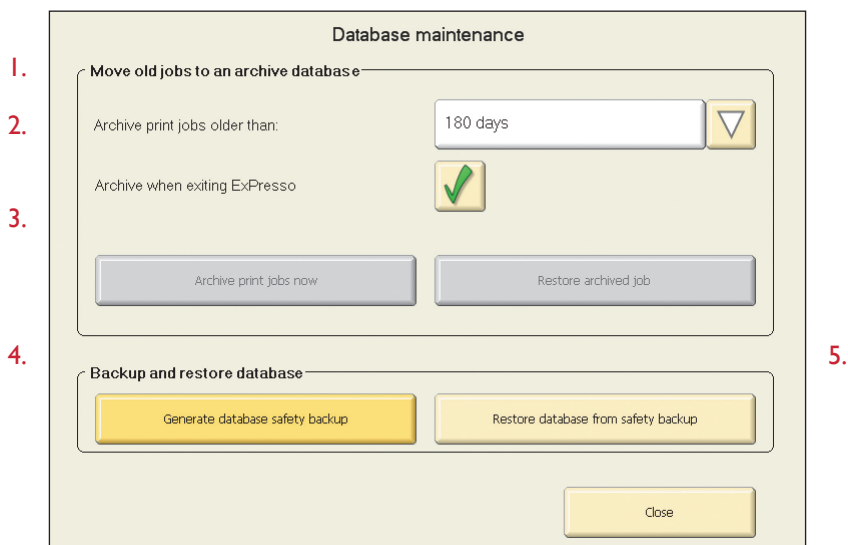 Database maintenance
1.
Move old jobs to an archive database
2.
Archive print jobs older than:
180 days
Archive when exiting ExPresso
3.
Archive print jobs now
Restore archived job
4.
5.
Backup and restore database
Generate database safety backup
Restore database from safety backup
Close